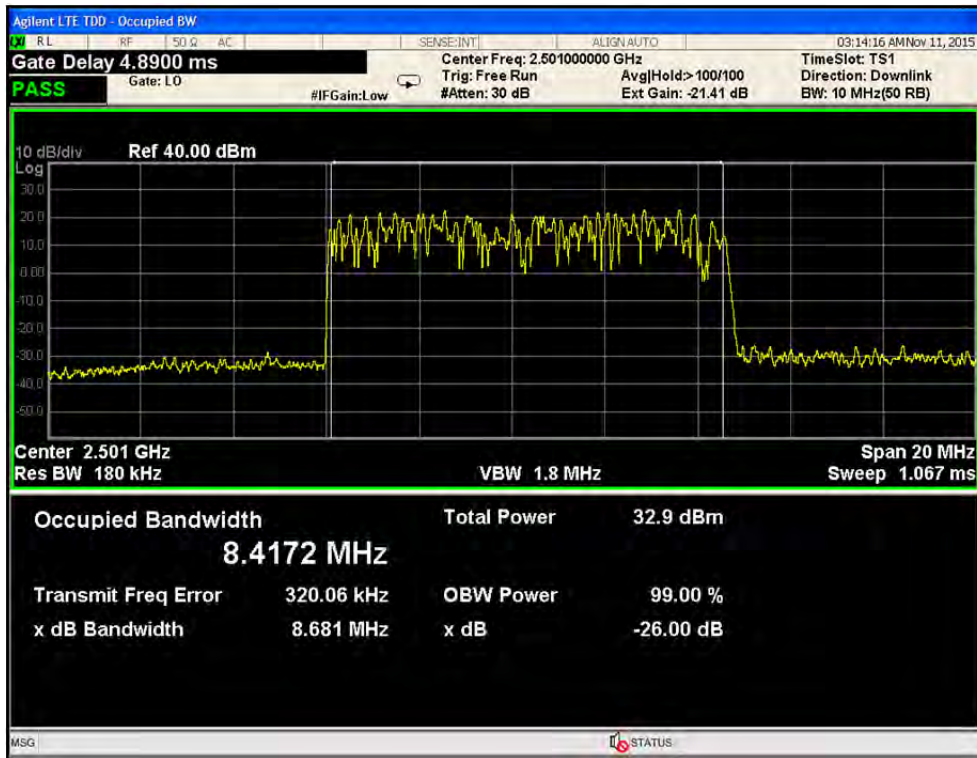 Agilent LTE TDD - Occupied BW
RL RF 50 Ω AC SENSE:INT ALIGN AUTO 03:14:16 AM Nov 11, 2015
Gate Delay 4.8900 ms
Center Freq: 2.501000000 GHz
TimeSlot: TS1
PASS
Gate: LO
Trig: Free Run
Avg|Hold:>100/100
Direction: Downlink
#IFGain:Low
#Atten: 30 dB
Ext Gain: -21.41 dB
BW: 10 MHz(50 RB)
10 dB/div Ref 40.00 dBm
Log
30.0
20.0
10.0
0.00
-10.0
-20.0
-30.0
-40.0
-50.0
Center 2.501 GHz Span 20 MHz
Res BW 180 kHz VBW 1.8 MHz Sweep 1.067 ms
Occupied Bandwidth Total Power 32.9 dBm
8.4172 MHz
Transmit Freq Error 320.06 kHz OBW Power 99.00 %
x dB Bandwidth 8.681 MHz x dB -26.00 dB
MSG STATUS